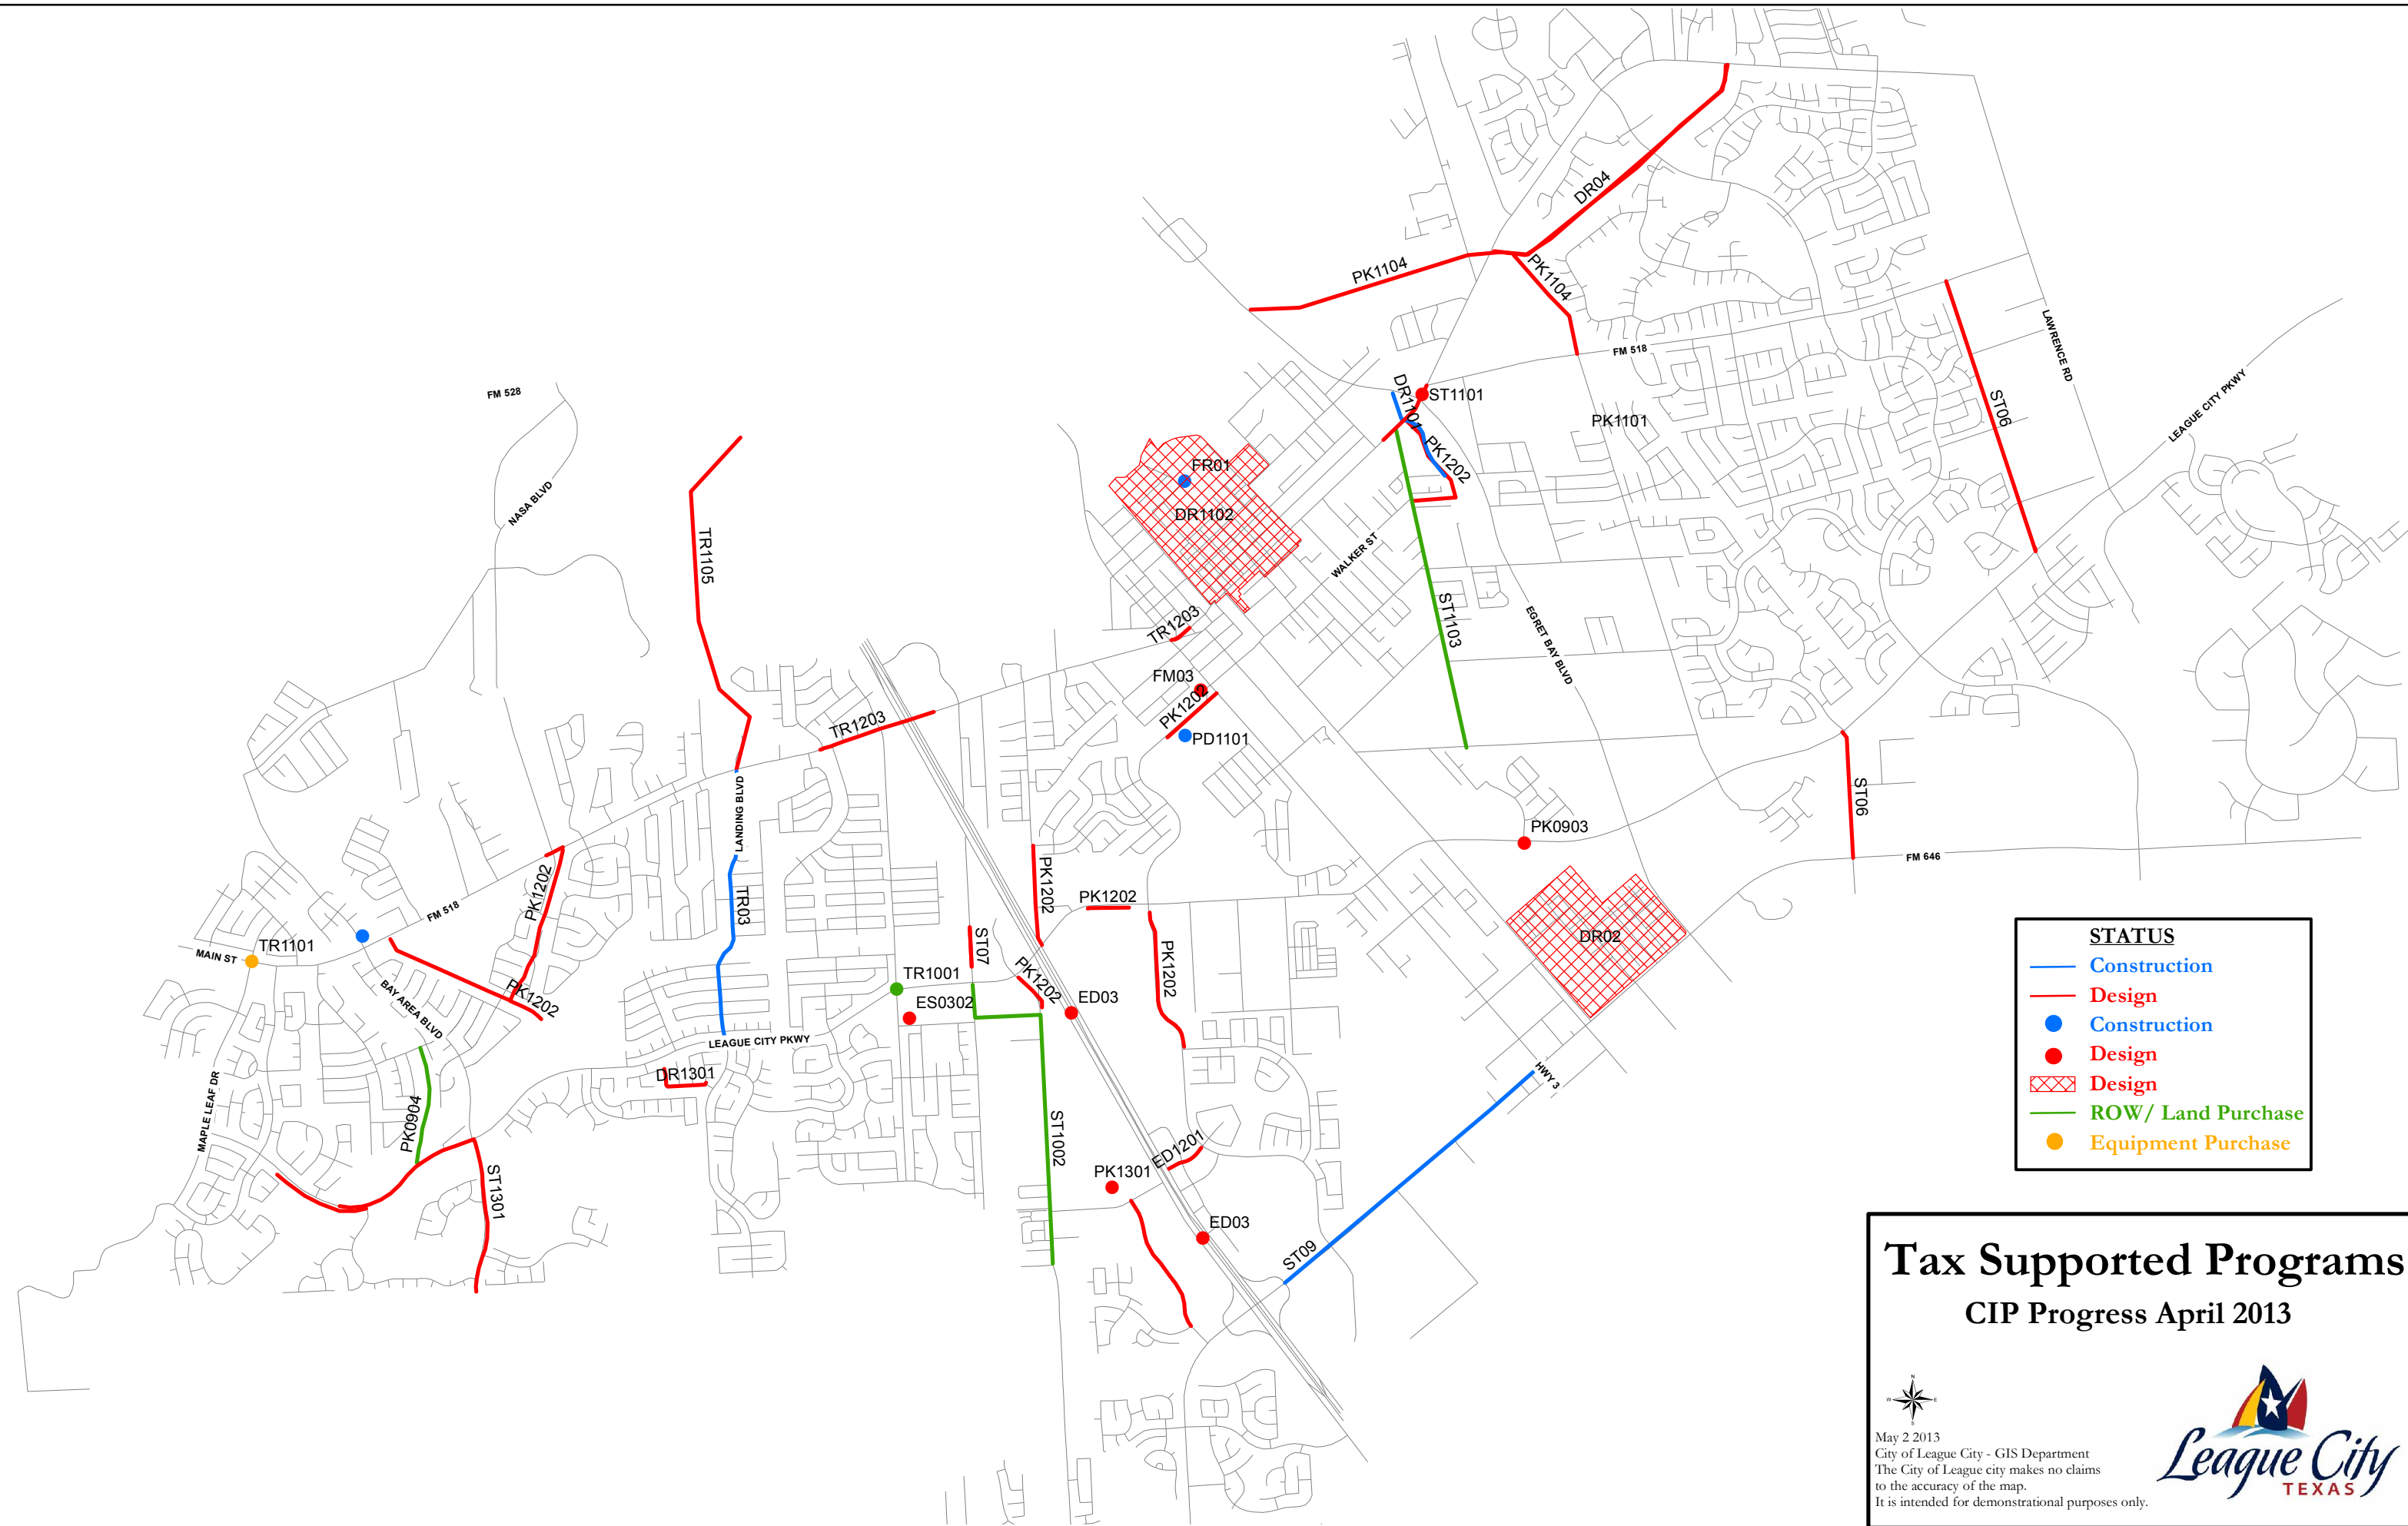 DR04
PK1104
PK1104
FM 518
LAWRENCE RD
LEAGUE CITY PKWY
FM 528
DR1101
ST1101
PK1101
ST06
PK1202
NASA BLVD
FR01
DR1102
WALKER ST
TR1105
ST1103
EGRET BAY BLVD
TR1203
FM03
PK1202
PD1101
TR1203
LANDING BLVD
ST06
PK0903
FM 646
PK1202
PK1202
PK1202
TR03
FM 518
DR02
MAIN ST
TR1101
ST07
PK1202
PK1202
TR1001
PK1202
ED03
ES0302
BAY AREA BLVD
LEAGUE CITY PKWY
DR1301
HWY 3
MAPLE LEAF DR
PK0904
ST1002
ED1201
PK1301
ST1301
ED03
ST09
STATUS
Construction
Design
Construction
Design
Design
ROW/ Land Purchase
Equipment Purchase
Tax Supported Programs
CIP Progress April 2013
N
W
E
S
May 2 2013
City of League City - GIS Department
The City of League city makes no claims
to the accuracy of the map.
It is intended for demonstrational purposes only.
League City
TEXAS